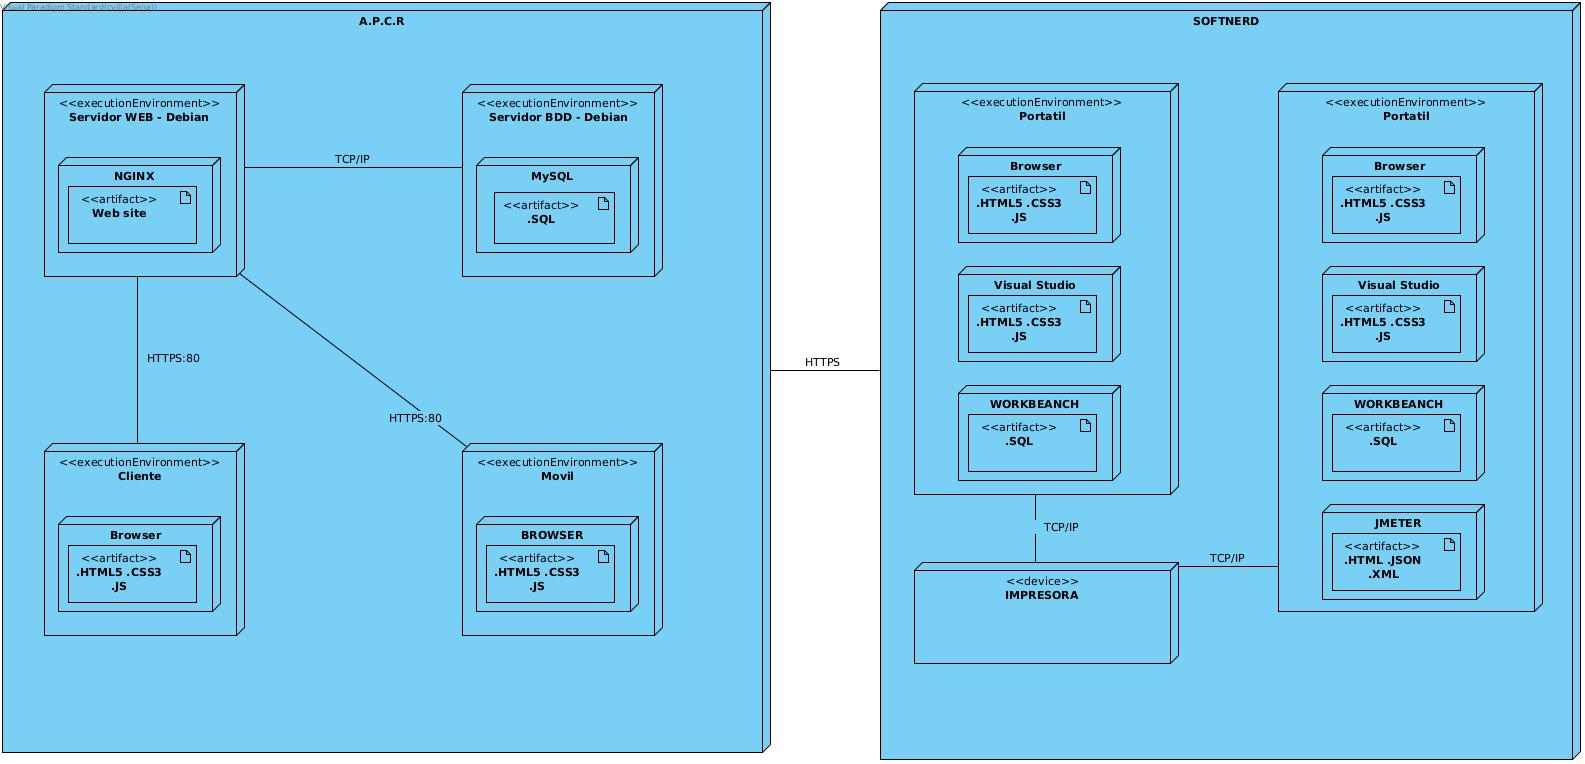 Visual Paradigm Standard(cvilla(Sena))
A.P.C.R
<<executionEnvironment>>
Servidor WEB - Debian
NGINX
<<artifact>>
Web site
TCP/IP
<<executionEnvironment>>
Servidor BDD - Debian
MySQL
<<artifact>>
.SQL
HTTPS:80
HTTPS:80
<<executionEnvironment>>
Cliente
Browser
<<artifact>>
.HTML5 .CSS3
.JS
<<executionEnvironment>>
Movil
BROWSER
<<artifact>>
.HTML5 .CSS3
.JS
HTTPS
SOFTNERD
<<executionEnvironment>>
Portatil
Browser
<<artifact>>
.HTML5 .CSS3
.JS
Visual Studio
<<artifact>>
.HTML5 .CSS3
.JS
WORKBEANCH
<<artifact>>
.SQL
TCP/IP
<<device>>
IMPRESORA
TCP/IP
<<executionEnvironment>>
Portatil
Browser
<<artifact>>
.HTML5 .CSS3
.JS
Visual Studio
<<artifact>>
.HTML5 .CSS3
.JS
WORKBEANCH
<<artifact>>
.SQL
JMETER
<<artifact>>
.HTML .JSON
.XML